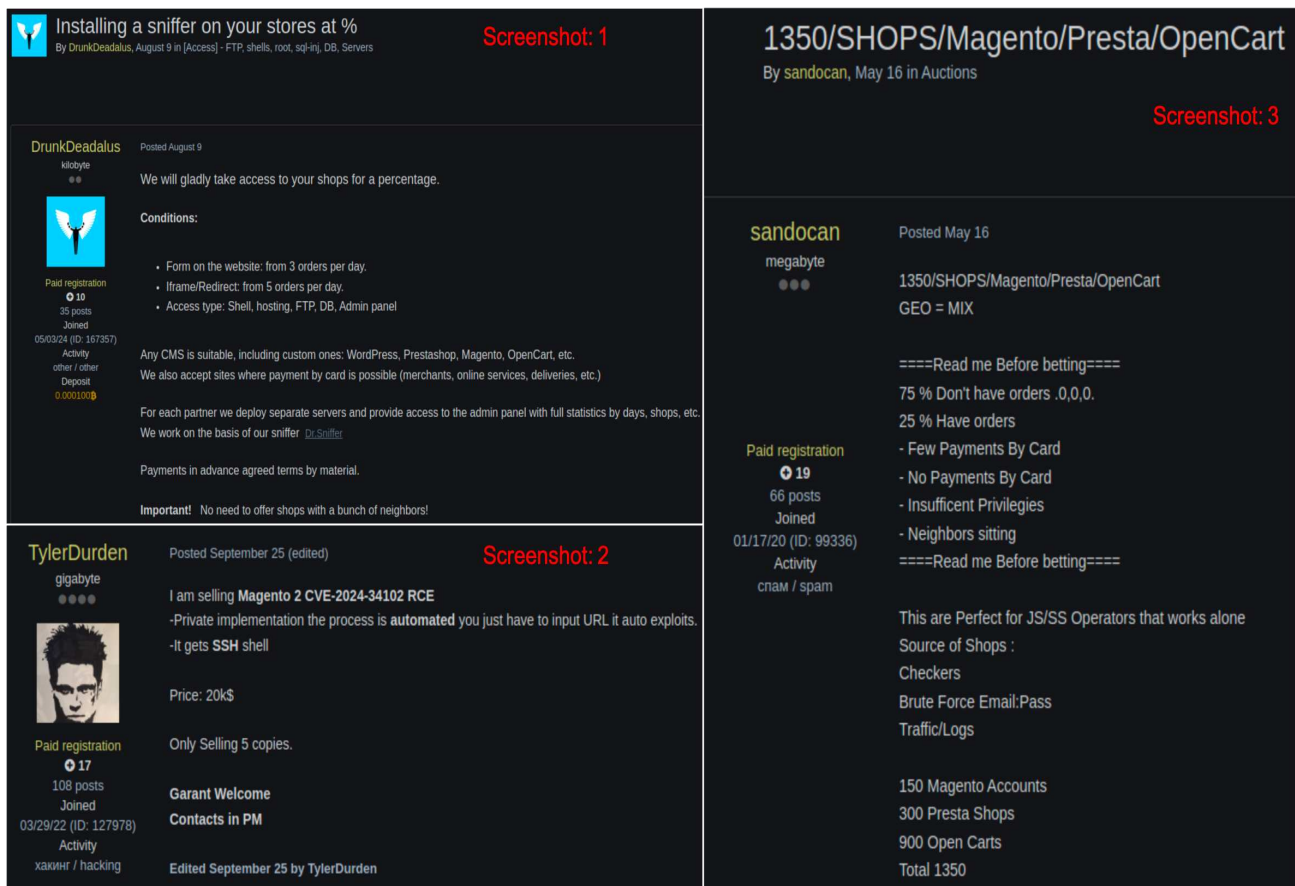 Installing a sniffer on your stores at %
By DrunkDeadalus, August 9 in [Access] - FTP, shells, root, sql-inj, DB, Servers
Screenshot: 1
DrunkDeadalus
kilobyte
Paid registration
10
35 posts
Joined
05/03/24 (ID: 167357)
Activity
other / other
Deposit
0.000100฿
Posted August 9
We will gladly take access to your shops for a percentage.
Conditions:
• Form on the website: from 3 orders per day.
• Iframe/Redirect: from 5 orders per day.
• Access type: Shell, hosting, FTP, DB, Admin panel
Any CMS is suitable, including custom ones: WordPress, Prestashop, Magento, OpenCart, etc.
We also accept sites where payment by card is possible (merchants, online services, deliveries, etc.)
For each partner we deploy separate servers and provide access to the admin panel with full statistics by days, shops, etc.
We work on the basis of our sniffer Dr.Sniffer
Payments in advance agreed terms by material.
Important! No need to offer shops with a bunch of neighbors!
TylerDurden
gigabyte
Paid registration
17
108 posts
Joined
03/29/22 (ID: 127978)
Activity
хакинг / hacking
Posted September 25 (edited)
Screenshot: 2
I am selling Magento 2 CVE-2024-34102 RCE
-Private implementation the process is automated you just have to input URL it auto exploits.
-It gets SSH shell
Price: 20k$
Only Selling 5 copies.
Garant Welcome
Contacts in PM
Edited September 25 by TylerDurden
1350/SHOPS/Magento/Presta/OpenCart
By sandocan, May 16 in Auctions
Screenshot: 3
sandocan
megabyte
Paid registration
19
66 posts
Joined
01/17/20 (ID: 99336)
Activity
спам / spam
Posted May 16
1350/SHOPS/Magento/Presta/OpenCart
GEO = MIX
====Read me Before betting====
75 % Don't have orders .0,0,0.
25 % Have orders
- Few Payments By Card
- No Payments By Card
- Insufficent Privilegies
- Neighbors sitting
====Read me Before betting====
This are Perfect for JS/SS Operators that works alone
Source of Shops :
Checkers
Brute Force Email:Pass
Traffic/Logs
150 Magento Accounts
300 Presta Shops
900 Open Carts
Total 1350